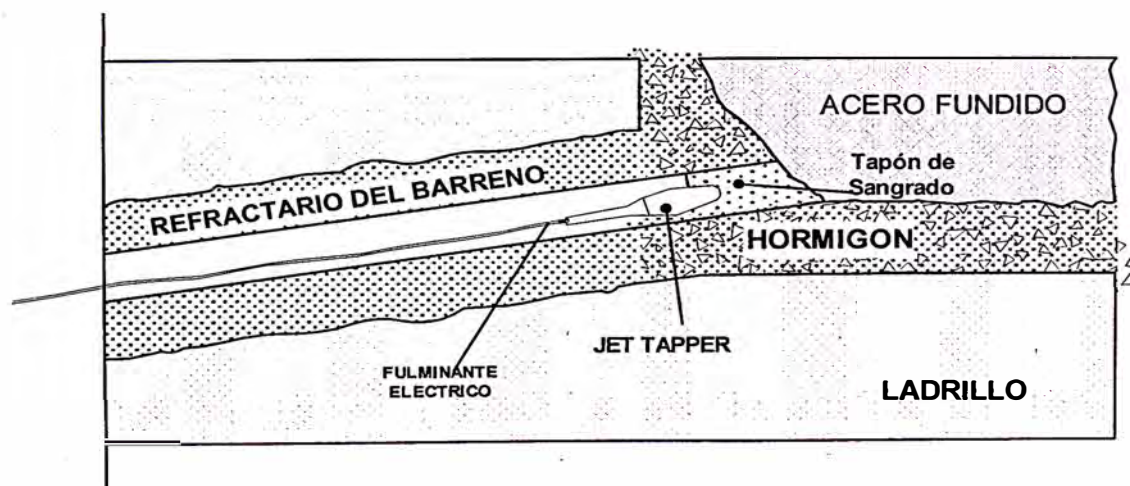 ACERO FUNDIDO
Tapón de
Sangrado
REFRACTARIO DEL BARRENO
HORMIGON
JET TAPPER
FULMINANTE
ELECTRICO
LADRILLO